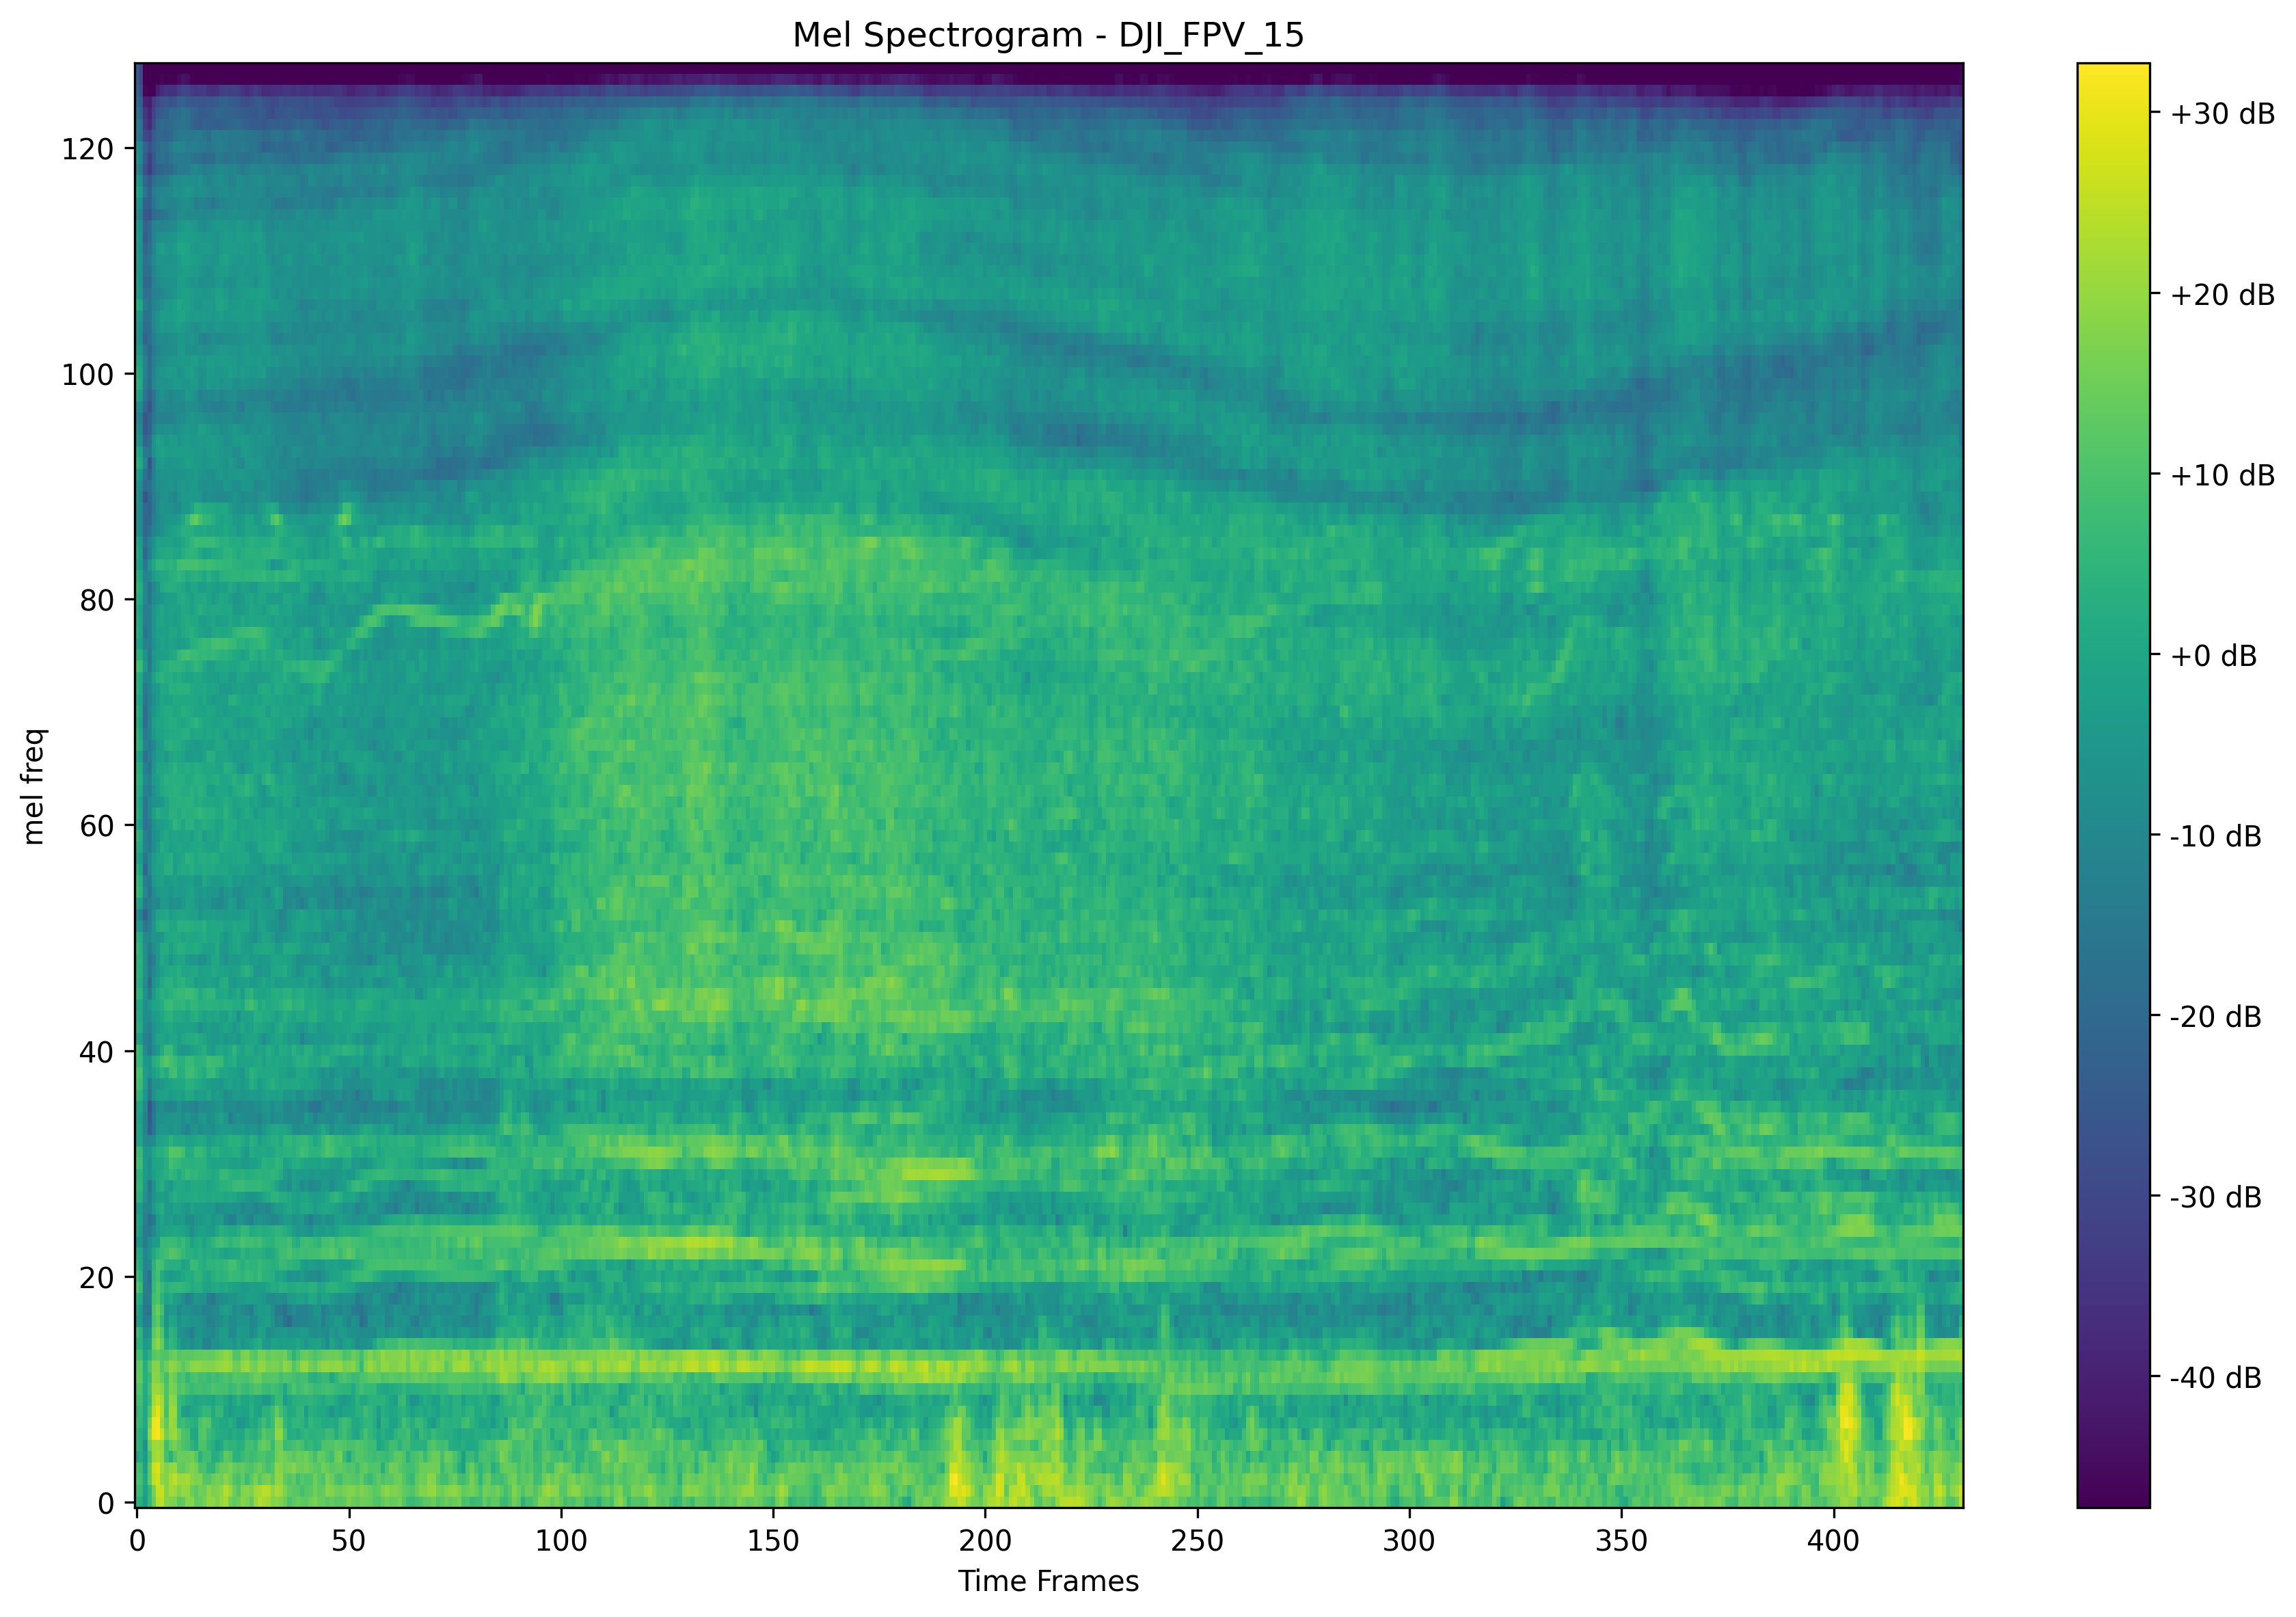 Mel Spectrogram - DJI_FPV_15
mel freq
120
100
80
60
40
20
0
0 50 100 150 200 250 300 350 400
Time Frames
+30 dB
+20 dB
+10 dB
+0 dB
-10 dB
-20 dB
-30 dB
-40 dB